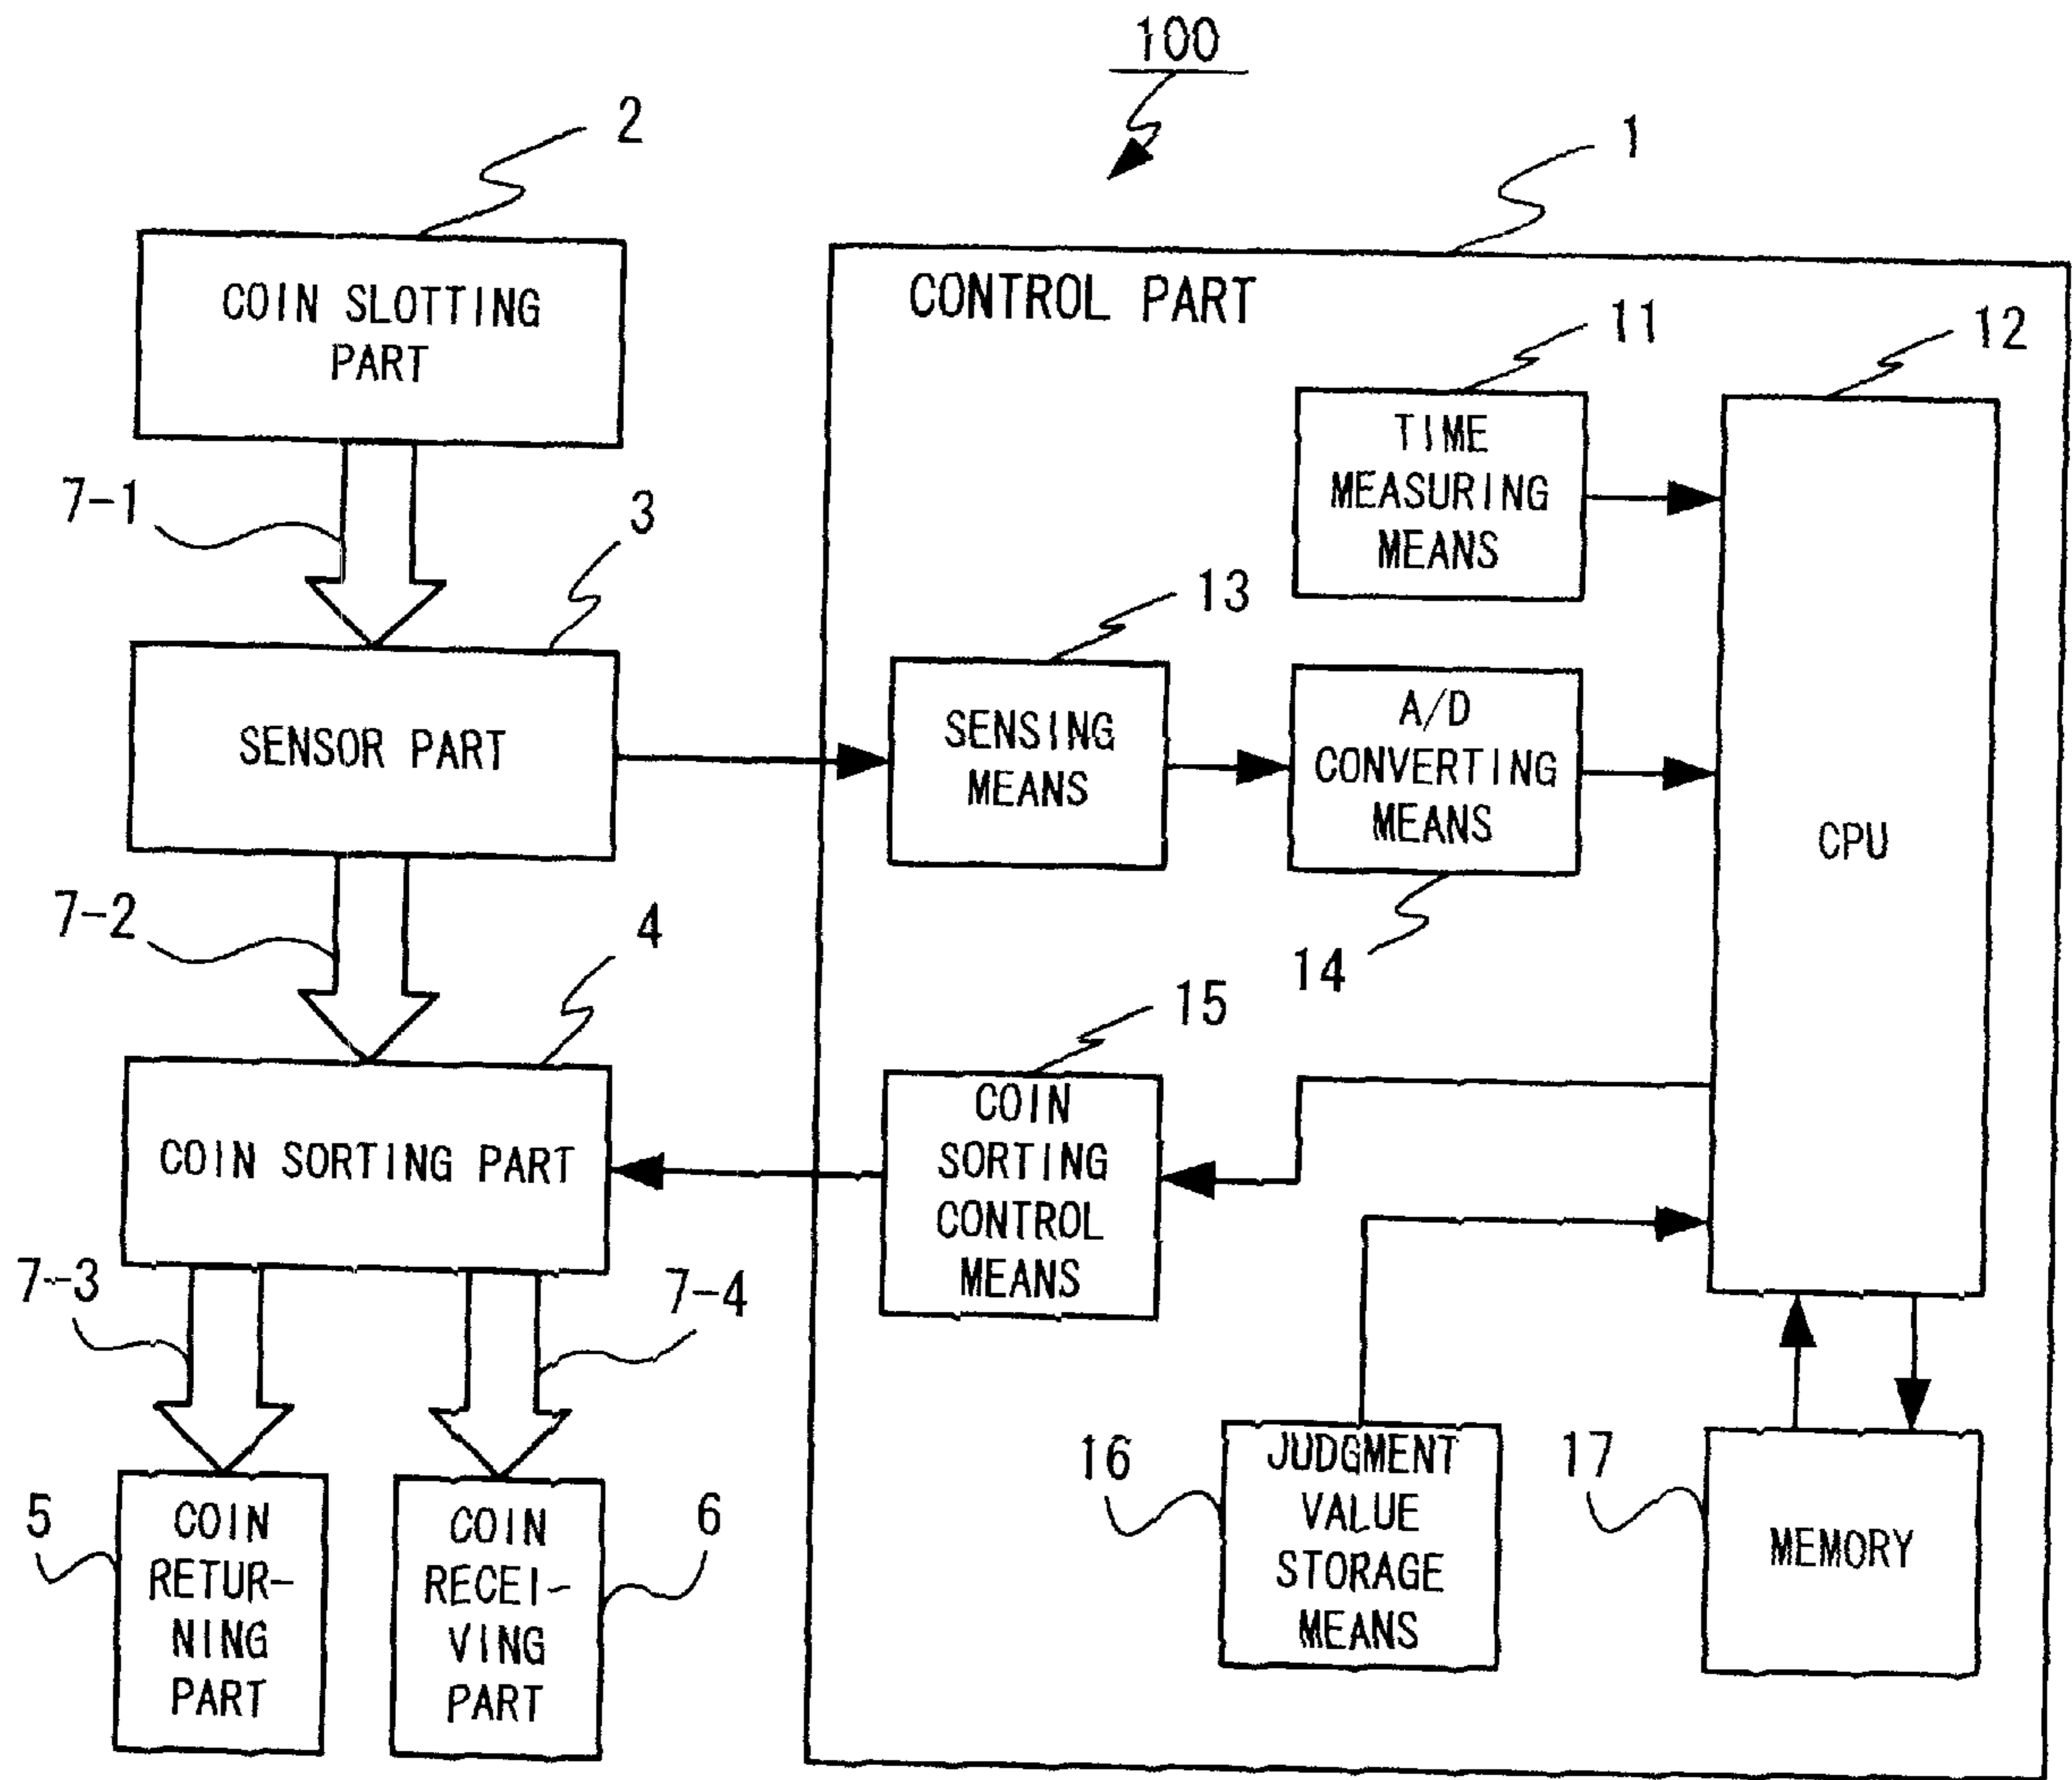 100
2
1
COIN SLOTTING
PART
CONTROL PART
11
12
TIME
MEASURING
MEANS
7-1
3
13
SENSOR PART
SENSING
MEANS
A/D
CONVERTING
MEANS
CPU
7-2
4
14
15
COIN SORTING PART
COIN
SORTING
CONTROL
MEANS
7-3
7-4
16
JUDGMENT
VALUE
STORAGE
MEANS
17
MEMORY
5
COIN
RETUR-
NING
PART
COIN
RECEI-
VING
PART
6